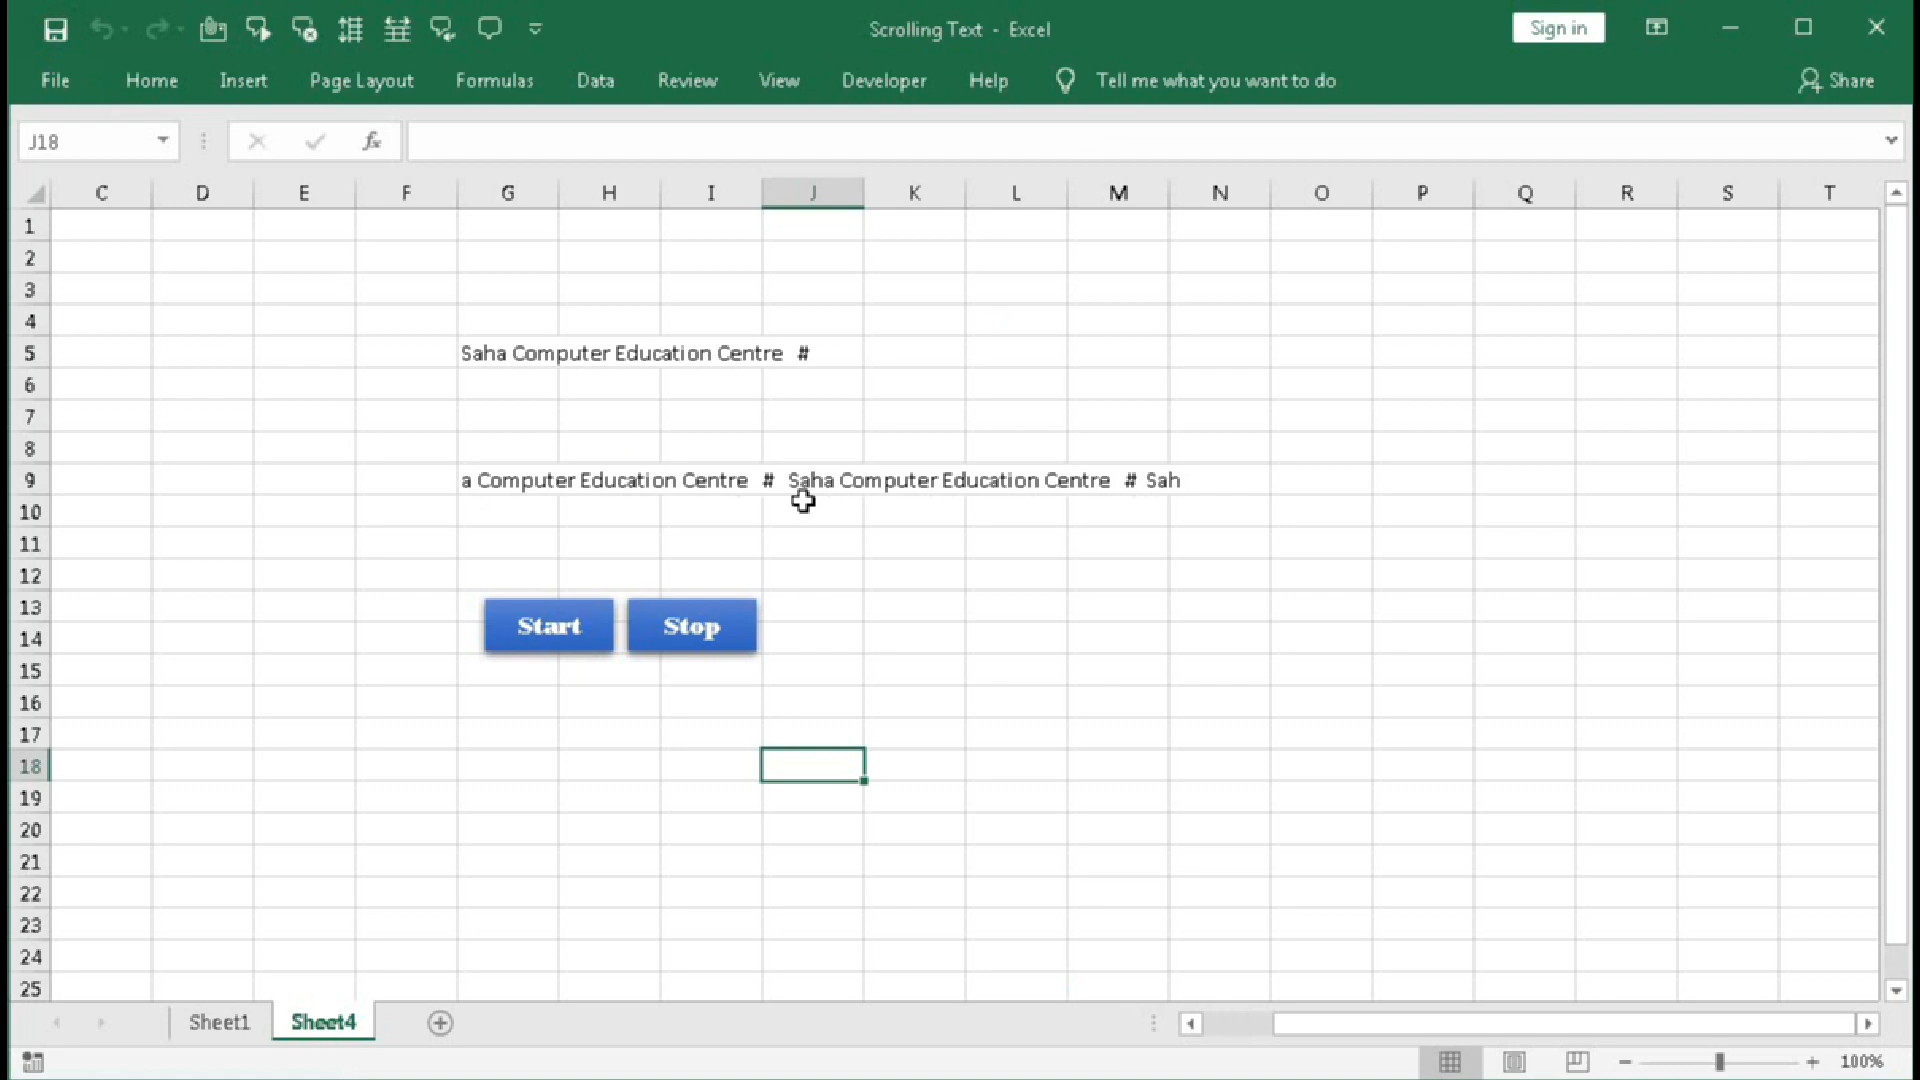 Scrolling Text - Excel
Sign in
File Home Insert Page Layout Formulas Data Review View Developer Help Tell me what you want to do Share
J18 fx
C D E F G H I J K L M N O P Q R S T
1
2
3
4
5 Saha Computer Education Centre #
6
7
8
9 a Computer Education Centre # Saha Computer Education Centre # Sah
10
11
12
13
Start Stop
14
15
16
17
18
19
20
21
22
23
24
25
Sheet1 Sheet4
100%